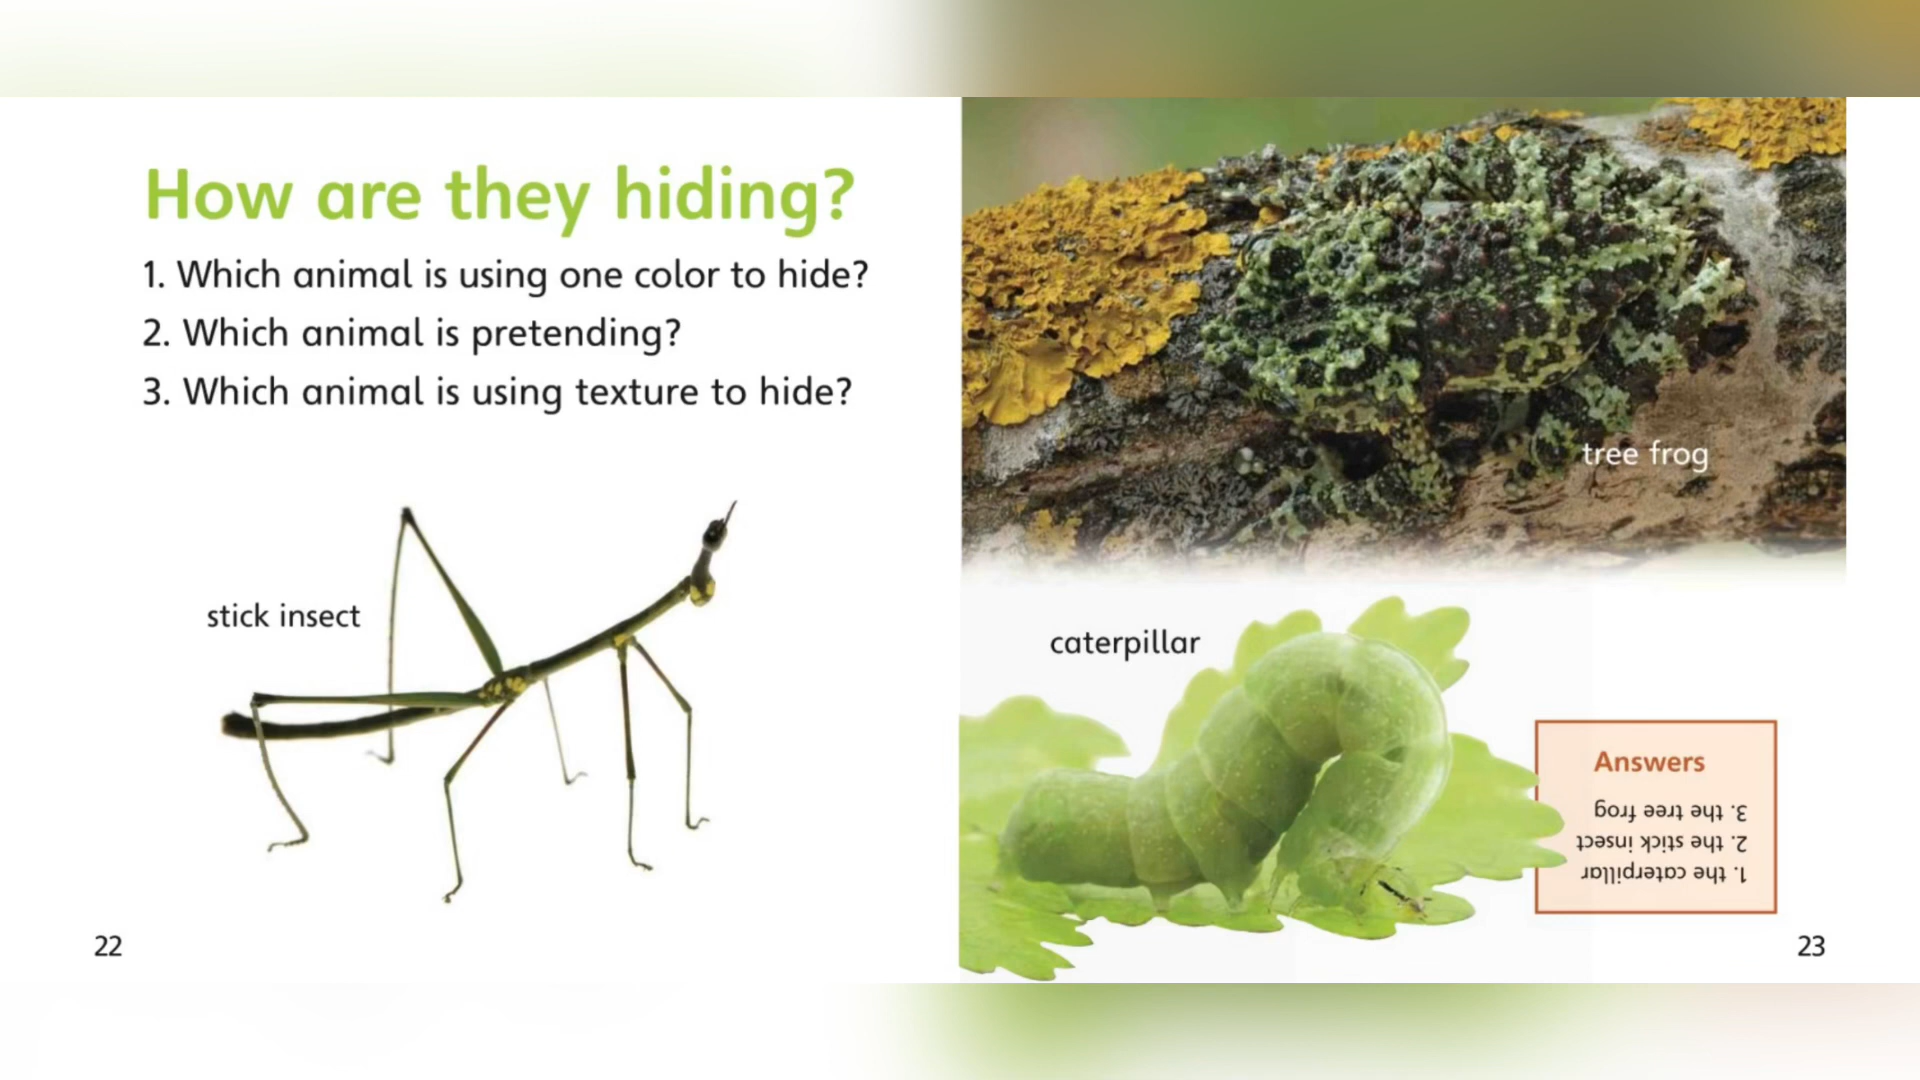 How are they hiding?
1. Which animal is using one color to hide?
2. Which animal is pretending?
3. Which animal is using texture to hide?
stick insect
22
tree frog
caterpillar
Answers
1. the caterpillar
2. the stick insect
3. the tree frog
23